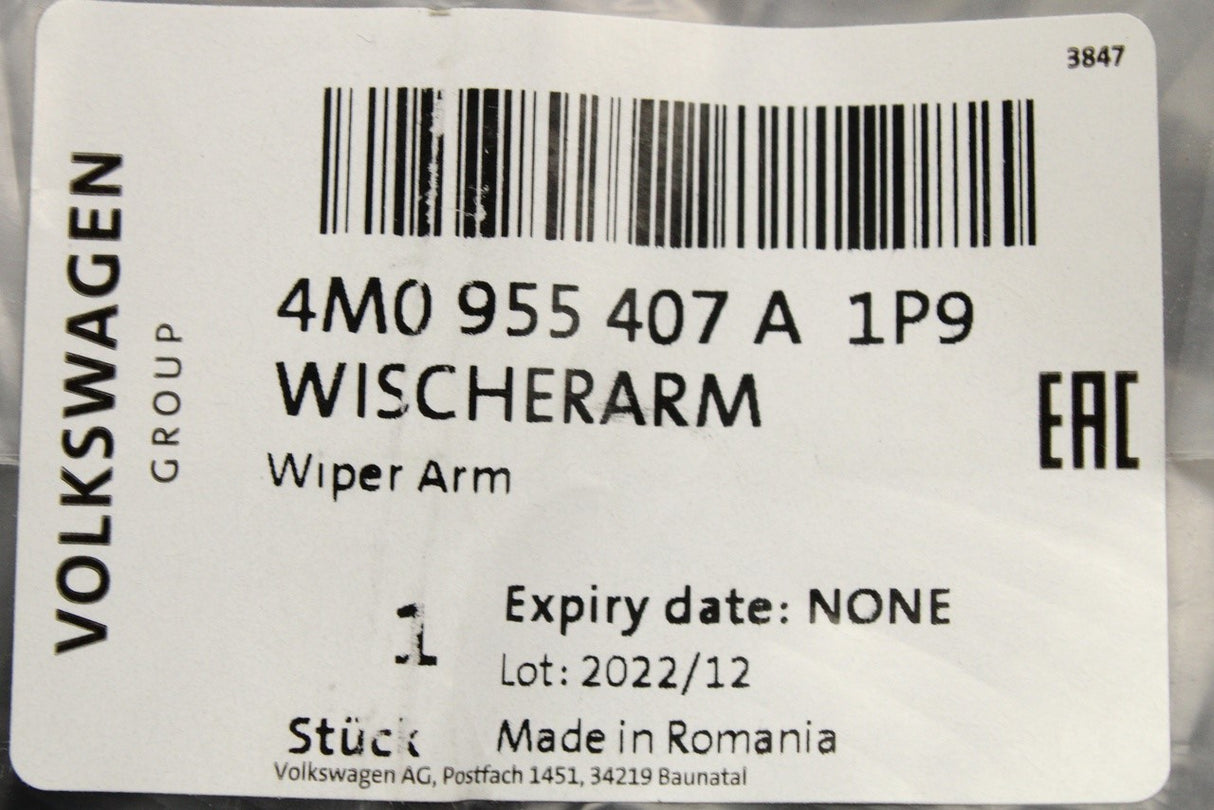 3847
VOLKSWAGEN
GROUP
4M0 955 407 A 1P9
WISCHERARM
Wiper Arm
EAC
1
Expiry date: NONE
Lot: 2022/12
Stück
Made in Romania
Volkswagen AG, Postfach 1451, 34219 Baunatal